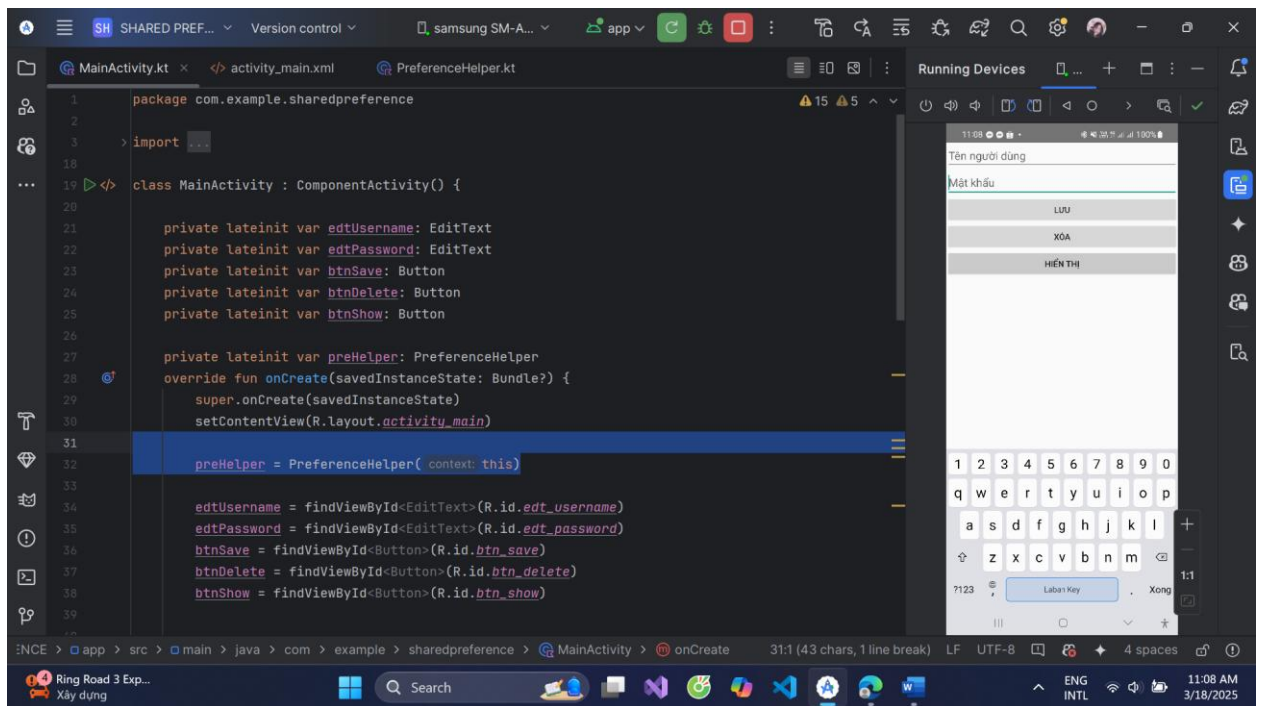 SH SHARED PREF... Version control samsung SM-A... app
MainActivity.kt activity_main.xml PreferenceHelper.kt
15 5
1 package com.example.sharedpreference
2
3 import ...
18
19 class MainActivity : ComponentActivity() {
20
21 private lateinit var edtUsername: EditText
22 private lateinit var edtPassword: EditText
23 private lateinit var btnSave: Button
24 private lateinit var btnDelete: Button
25 private lateinit var btnShow: Button
26
27 private lateinit var preHelper: PreferenceHelper
28 override fun onCreate(savedInstanceState: Bundle?) {
29 super.onCreate(savedInstanceState)
30 setContentView(R.layout.activity_main)
31
32 preHelper = PreferenceHelper( context: this)
33
34 edtUsername = findViewById<EditText>(R.id.edt_username)
35 edtPassword = findViewById<EditText>(R.id.edt_password)
36 btnSave = findViewById<Button>(R.id.btn_save)
37 btnDelete = findViewById<Button>(R.id.btn_delete)
38 btnShow = findViewById<Button>(R.id.btn_show)
39
Running Devices ...
11:08 100%
Tên người dùng
Mật khẩu
LƯU
XÓA
HIỂN THỊ
1 2 3 4 5 6 7 8 9 0
q w e r t y u i o p
a s d f g h j k l
z x c v b n m
?123 , Laban Key . Xong
1:1
ENCE > app > src > main > java > com > example > sharedpreference > MainActivity > onCreate 31:1 (43 chars, 1 line break) LF UTF-8 4 spaces
4 Ring Road 3 Exp...
Xây dựng
Search
ENG
INTL
11:08 AM
3/18/2025